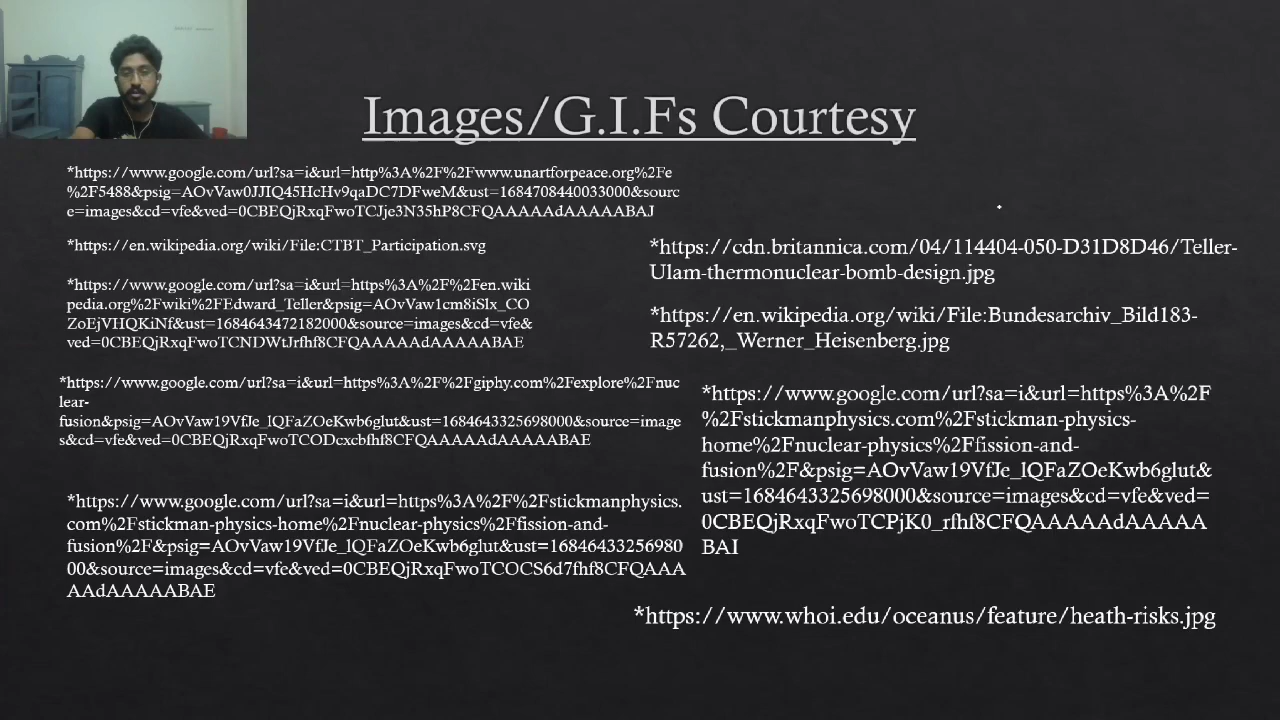 Images/G.I.Fs Courtesy
*https://www.google.com/url?sa=i&url=http%3A%2F%2Fwww.unartforpeace.org%2Fe
%2F5488&psig=AOvVaw0JJIQ45HcHv9qaDC7DFweM&ust=1684708440033000&sourc
e=images&cd=vfe&ved=0CBEQjRxqFwoTCJje3N35hP8CFQAAAAAdAAAAABAJ
*https://en.wikipedia.org/wiki/File:CTBT_Participation.svg
*https://www.google.com/url?sa=i&url=https%3A%2F%2Fen.wiki
pedia.org%2Fwiki%2FEdward_Teller&psig=AOvVaw1cm8iSlx_CO
ZoEjVHQKiNf&ust=1684643472182000&source=images&cd=vfe&
ved=0CBEQjRxqFwoTCNDWtJrfhf8CFQAAAAAdAAAAABAE
*https://www.google.com/url?sa=i&url=https%3A%2F%2Fgiphy.com%2Fexplore%2Fnuc
lear-
fusion&psig=AOvVaw19VfJe_lQFaZOeKwb6glut&ust=1684643325698000&source=image
s&cd=vfe&ved=0CBEQjRxqFwoTCODcxcbfhf8CFQAAAAAdAAAAABAE
*https://www.google.com/url?sa=i&url=https%3A%2F%2Fstickmanphysics.
com%2Fstickman-physics-home%2Fnuclear-physics%2Ffission-and-
fusion%2F&psig=AOvVaw19VfJe_lQFaZOeKwb6glut&ust=16846433256980
00&source=images&cd=vfe&ved=0CBEQjRxqFwoTCOCS6d7fhf8CFQAAA
AAdAAAAABAE
*https://cdn.britannica.com/04/114404-050-D31D8D46/Teller-
Ulam-thermonuclear-bomb-design.jpg
*https://en.wikipedia.org/wiki/File:Bundesarchiv_Bild183-
R57262,_Werner_Heisenberg.jpg
*https://www.google.com/url?sa=i&url=https%3A%2F
%2Fstickmanphysics.com%2Fstickman-physics-
home%2Fnuclear-physics%2Ffission-and-
fusion%2F&psig=AOvVaw19VfJe_lQFaZOeKwb6glut&
ust=1684643325698000&source=images&cd=vfe&ved=
0CBEQjRxqFwoTCPjK0_rfhf8CFQAAAAAdAAAAA
BAI
*https://www.whoi.edu/oceanus/feature/heath-risks.jpg